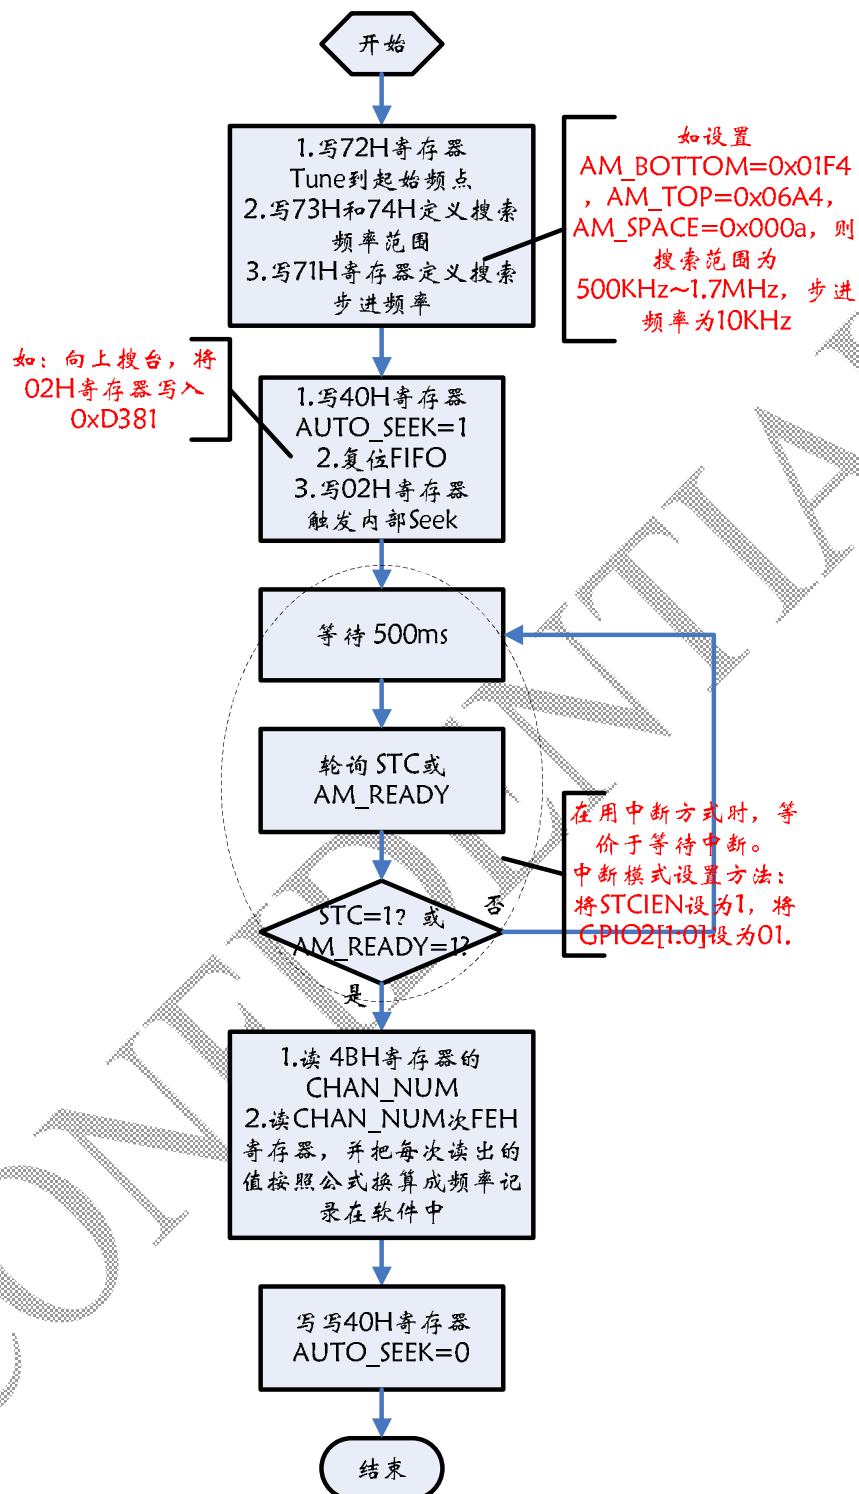 开始
1.写72H寄存器
Tune到起始频点
2.写73H和74H定义搜索
频率范围
3.写71H寄存器定义搜索
步进频率
如设置
AM_BOTTOM=0x01F4
，AM_TOP=0x06A4，
AM_SPACE=0x000a，则
搜索范围为
500KHz~1.7MHz，步进
频率为10KHz
如：向上搜台，将
02H寄存器写入
0xD381
1.写40H寄存器
AUTO_SEEK=1
2.复位FIFO
3.写02H寄存器
触发内部Seek
等待 500ms
轮询 STC或
AM_READY
在用中断方式时，等
价于等待中断。
中断模式设置方法：
将STCIEN设为1，将
GPIO2[1:0]设为01.
STC=1？或
AM_READY=1?
否
是
1.读 4BH寄存器的
CHAN_NUM
2.读CHAN_NUM次FEH
寄存器，并把每次读出的
值按照公式换算成频率记
录在软件中
写写40H寄存器
AUTO_SEEK=0
结束
CONFIDENTIAL